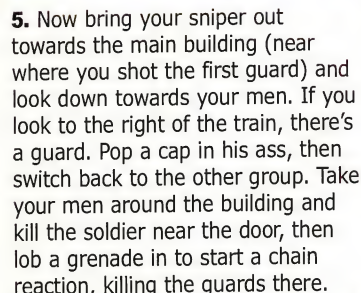 5. Now bring your sniper out
towards the main building (near
where you shot the first guard) and
look down towards your men. If you
look to the right of the train, there's
a guard. Pop a cap in his ass, then
switch back to the other group. Take
your men around the building and
kill the soldier near the door, then
lob a grenade in to start a chain
reaction, killing the guards there.